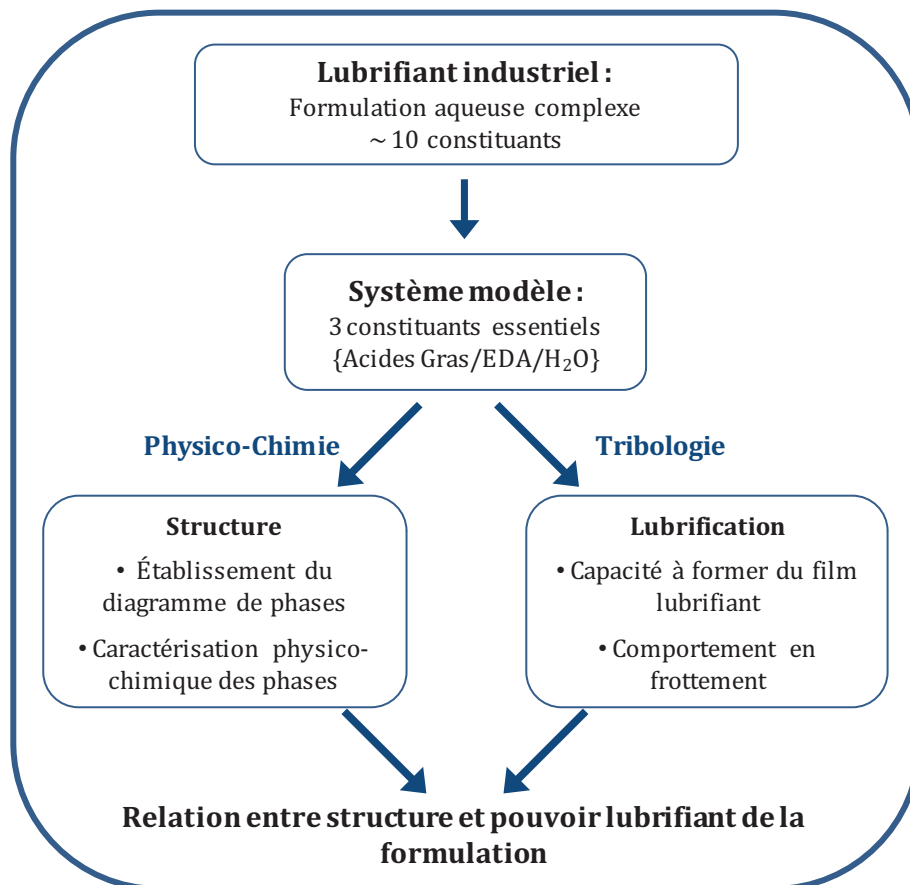 Lubrifiant industriel :
Formulation aqueuse complexe
~ 10 constituants
Système modèle :
3 constituants essentiels
{Acides Gras/EDA/H₂O}
Physico-Chimie
Tribologie
Structure
• Établissement du
diagramme de phases
• Caractérisation physico-
chimique des phases
Lubrification
• Capacité à former du film
lubrifiant
• Comportement en
frottement
Relation entre structure et pouvoir lubrifiant de la
formulation